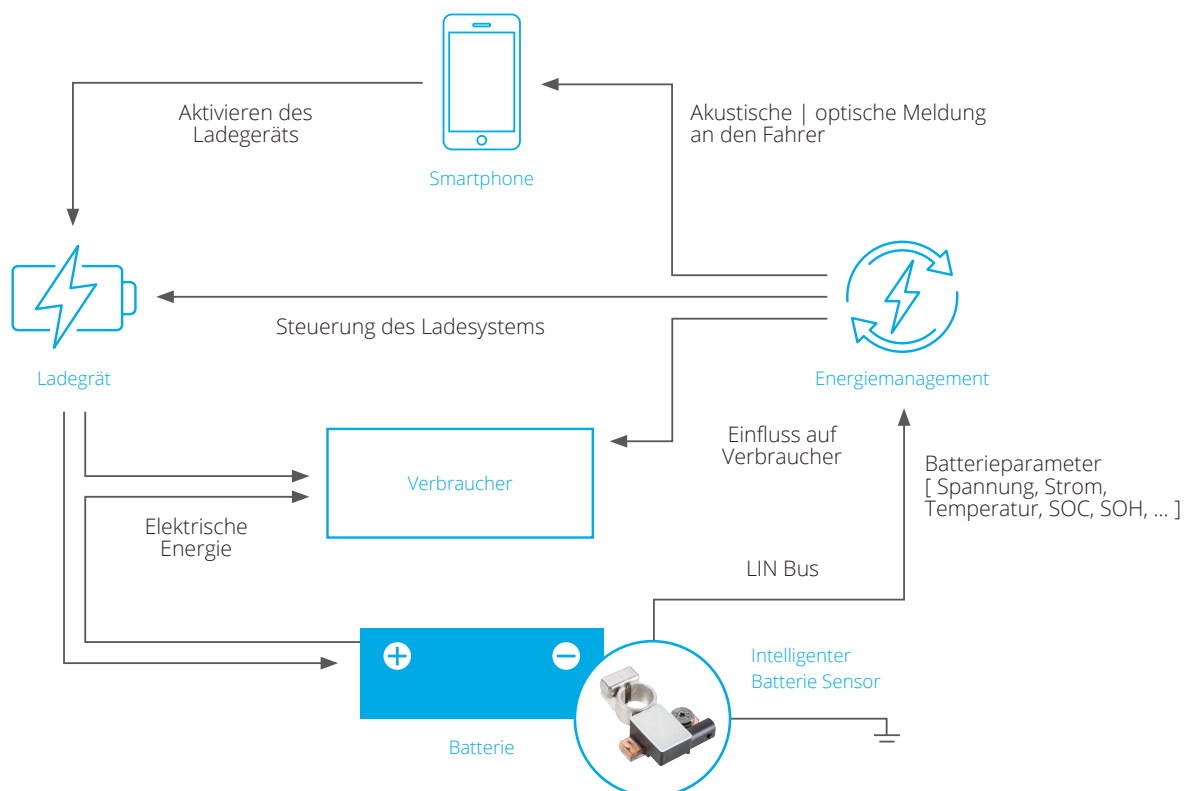 Aktivieren des
Ladegeräts
Akustische | optische Meldung
an den Fahrer
Smartphone
Steuerung des Ladesystems
Ladegrät
Energiemanagement
Einfluss auf
Verbraucher
Batterieparameter
[ Spannung, Strom,
Temperatur, SOC, SOH, ... ]
Verbraucher
Elektrische
Energie
LIN Bus
Intelligenter
Batterie Sensor
Batterie